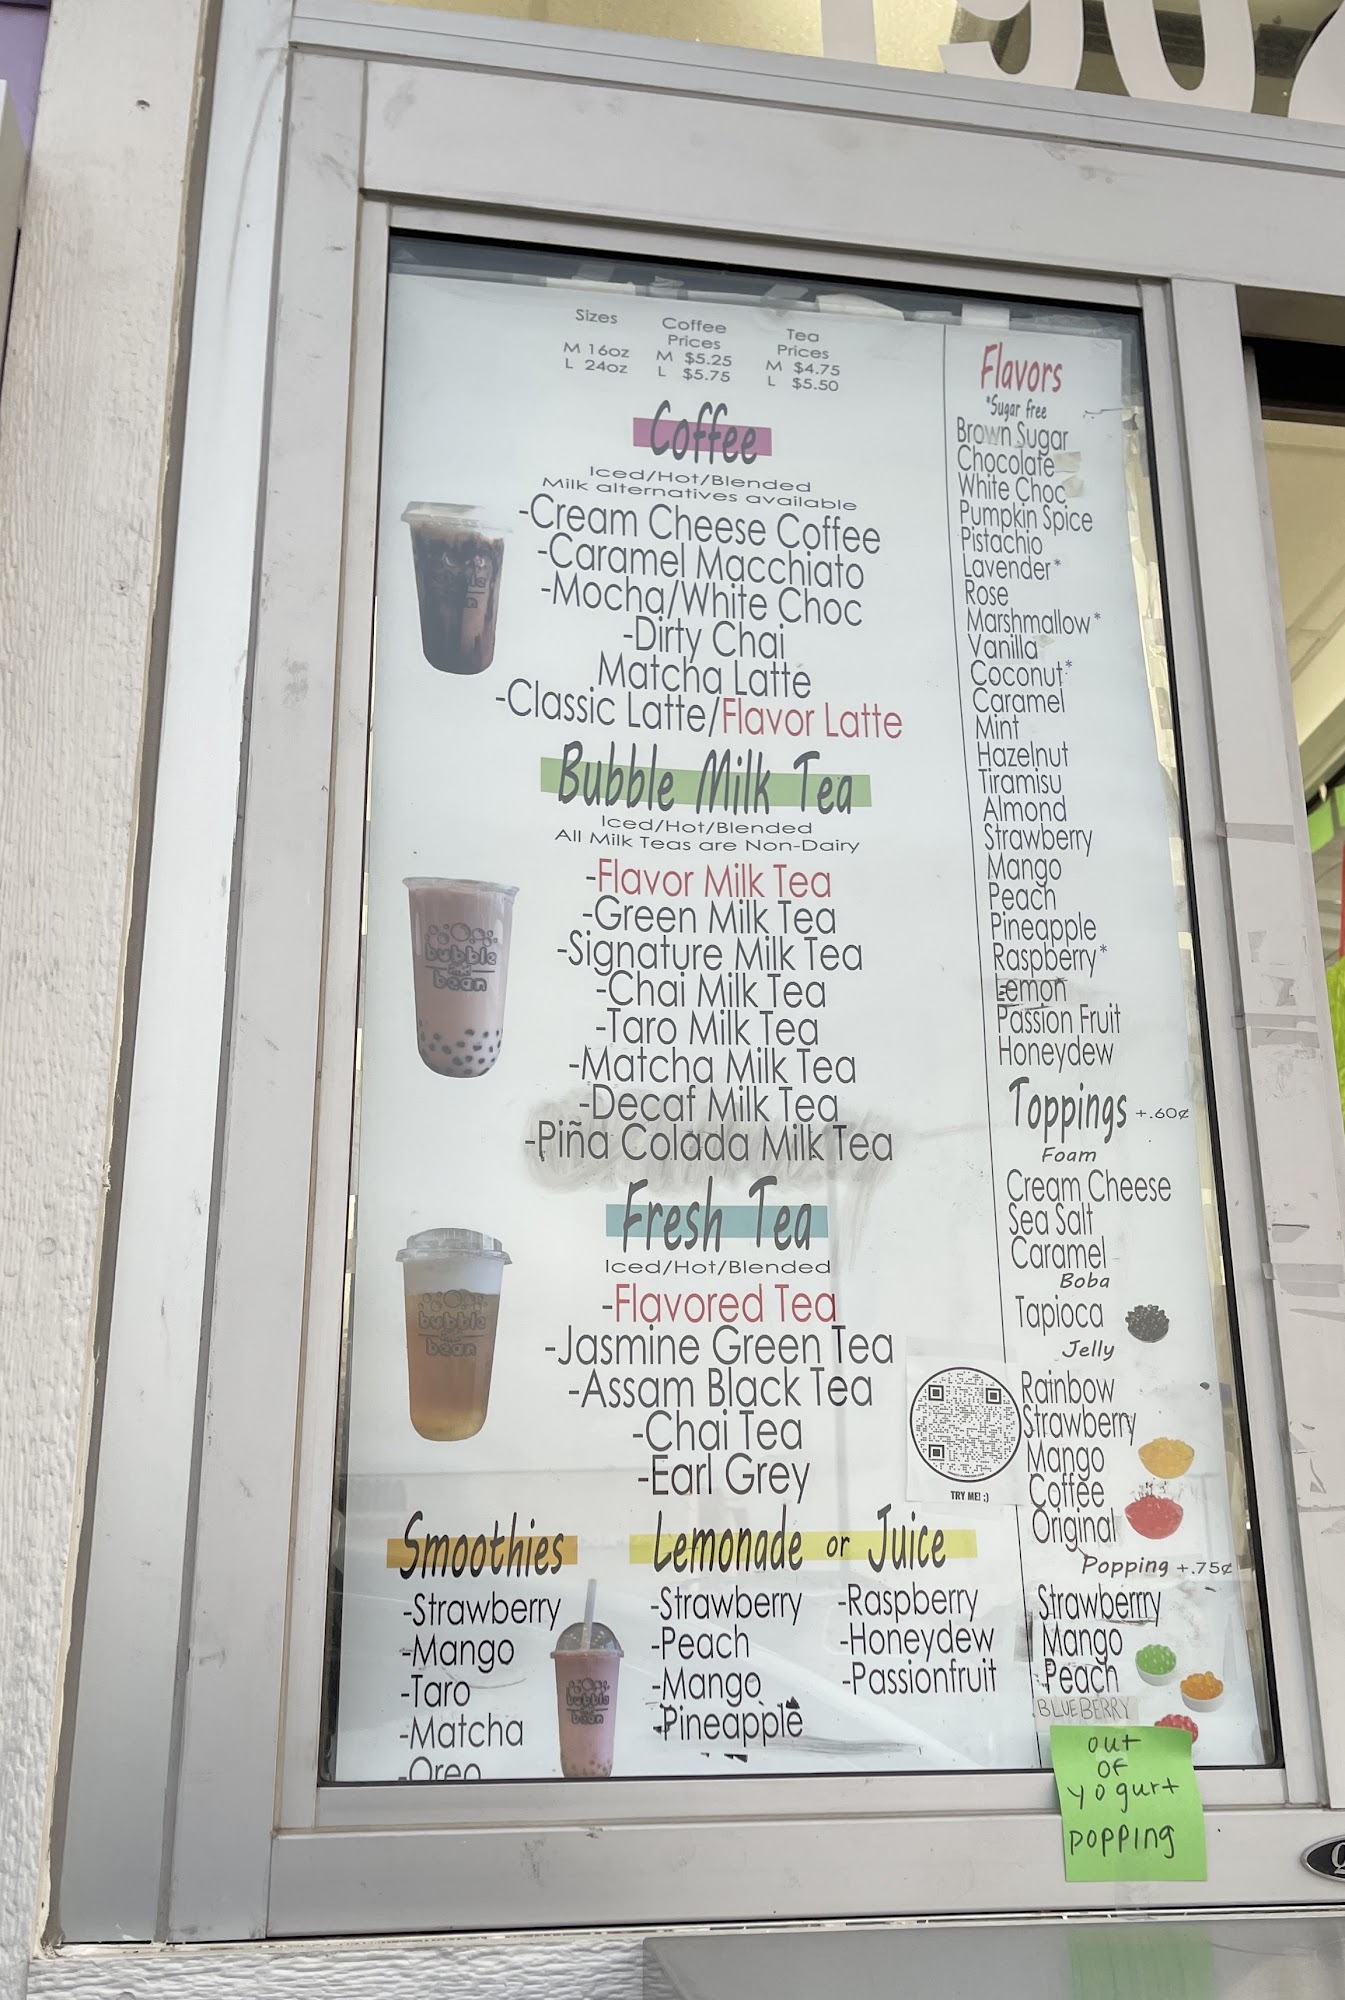 Sizes
M 16oz
L 24oz
Coffee
Prices
M $5.25
L $5.75
Tea
Prices
M $4.75
L $5.50
Coffee
Iced/Hot/Blended
Milk alternatives available
-Cream Cheese Coffee
-Caramel Macchiato
-Mocha/White Choc
-Dirty Chai
Matcha Latte
-Classic Latte/Flavor Latte
Bubble Milk Tea
Iced/Hot/Blended
All Milk Teas are Non-Dairy
-Flavor Milk Tea
-Green Milk Tea
-Signature Milk Tea
-Chai Milk Tea
-Taro Milk Tea
-Matcha Milk Tea
-Decaf Milk Tea
-Piña Colada Milk Tea
bubble
bean
Fresh Tea
Iced/Hot/Blended
-Flavored Tea
-Jasmine Green Tea
-Assam Black Tea
-Chai Tea
-Earl Grey
bubble
bean
TRY ME! ;)
Smoothies
-Strawberry
-Mango
-Taro
-Matcha
-Oreo
bubble
bean
Lemonade or Juice
-Strawberry
-Peach
-Mango
-Pineapple
-Raspberry
-Honeydew
-Passionfruit
Flavors
*Sugar free
Brown Sugar
Chocolate
White Choc
Pumpkin Spice
Pistachio
Lavender*
Rose
Marshmallow*
Vanilla
Coconut*
Caramel
Mint
Hazelnut
Tiramisu
Almond
Strawberry
Mango
Peach
Pineapple
Raspberry*
Lemon
Passion Fruit
Honeydew
Toppings +.60¢
Foam
Cream Cheese
Sea Salt
Caramel
Boba
Tapioca
Jelly
Rainbow
Strawberry
Mango
Coffee
Original
Popping +.75¢
Strawberrry
Mango
Peach
BLUEBERRY
out
OF
yogurt
popping